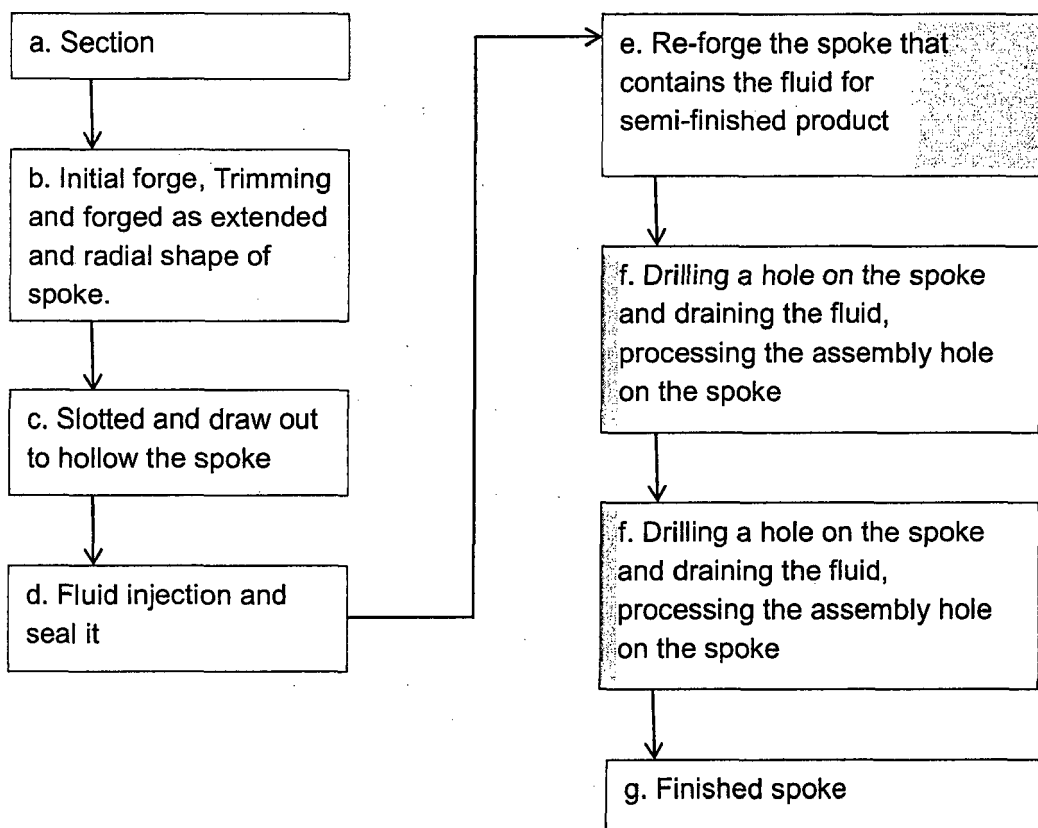 a. Section
b. Initial forge, Trimming
and forged as extended
and radial shape of
spoke.
c. Slotted and draw out
to hollow the spoke
d. Fluid injection and
seal it
e. Re-forge the spoke that
contains the fluid for
semi-finished product
f. Drilling a hole on the spoke
and draining the fluid,
processing the assembly hole
on the spoke
f. Drilling a hole on the spoke
and draining the fluid,
processing the assembly hole
on the spoke
g. Finished spoke